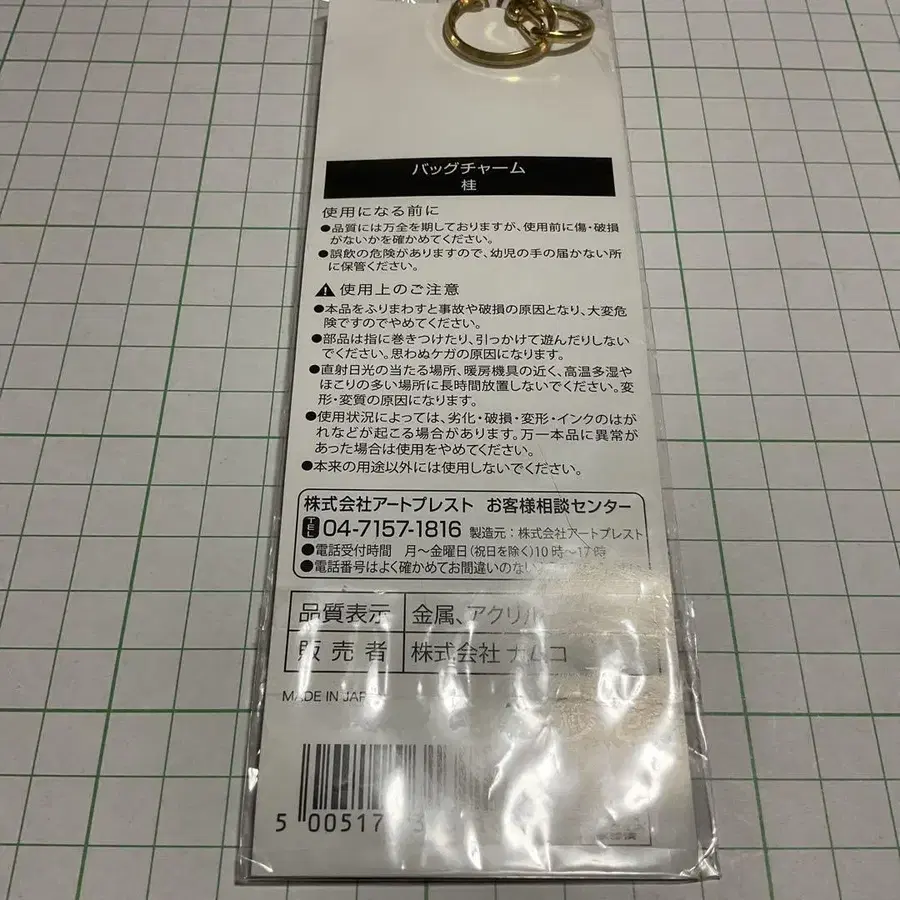 バッグチャーム
桂
使用になる前に
●品質には万全を期しておりますが、使用前に傷・破損
がないかを確かめてください。
●誤飲の危険がありますので、幼児の手の届かない所
に保管ください。
使用上のご注意
●本品をふりまわすと事故や破損の原因となり、大変危
険ですのでやめてください。
●部品は指に巻きつけたり、引っかけて遊んだりしない
でください。思わぬケガの原因になります。
●直射日光の当たる場所、暖房機具の近く、高温多湿や
ほこりの多い場所に長時間放置しないでください。変
形・変質の原因になります。
●使用状況によっては、劣化・破損・変形・インクのはが
れなどが起こる場合があります。万一本品に異常が
あった場合は使用をやめてください。
●本来の用途以外には使用しないでください。
株式会社アートプレスト お客様相談センター
TEL 04-7157-1816 製造元：株式会社アートプレスト
●電話受付時間 月〜金曜日(祝日を除く)10時〜17時
●電話番号はよく確かめてお間違いのない
品質表示 金属、アクリル
販売者 株式会社 ナムコ
MADE IN JAP
5 00517